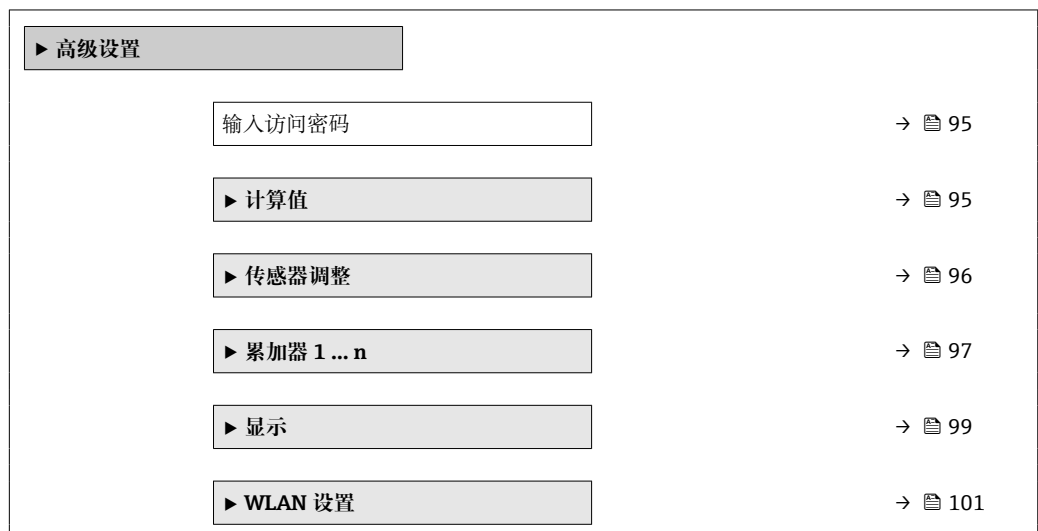 ▶ 高级设置
输入访问密码 → 95
▶ 计算值 → 95
▶ 传感器调整 → 96
▶ 累加器 1 ... n → 97
▶ 显示 → 99
▶ WLAN 设置 → 101